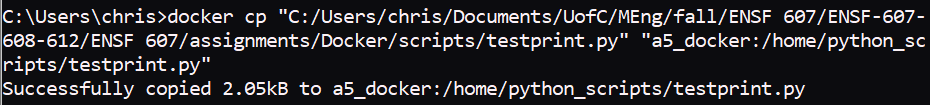 C:\Users\chris>docker cp "C:/Users/chris/Documents/UofC/MEng/fall/ENSF 607/ENSF-607-
608-612/ENSF 607/assignments/Docker/scripts/testprint.py" "a5_docker:/home/python_sc
ripts/testprint.py"
Successfully copied 2.05kB to a5_docker:/home/python_scripts/testprint.py